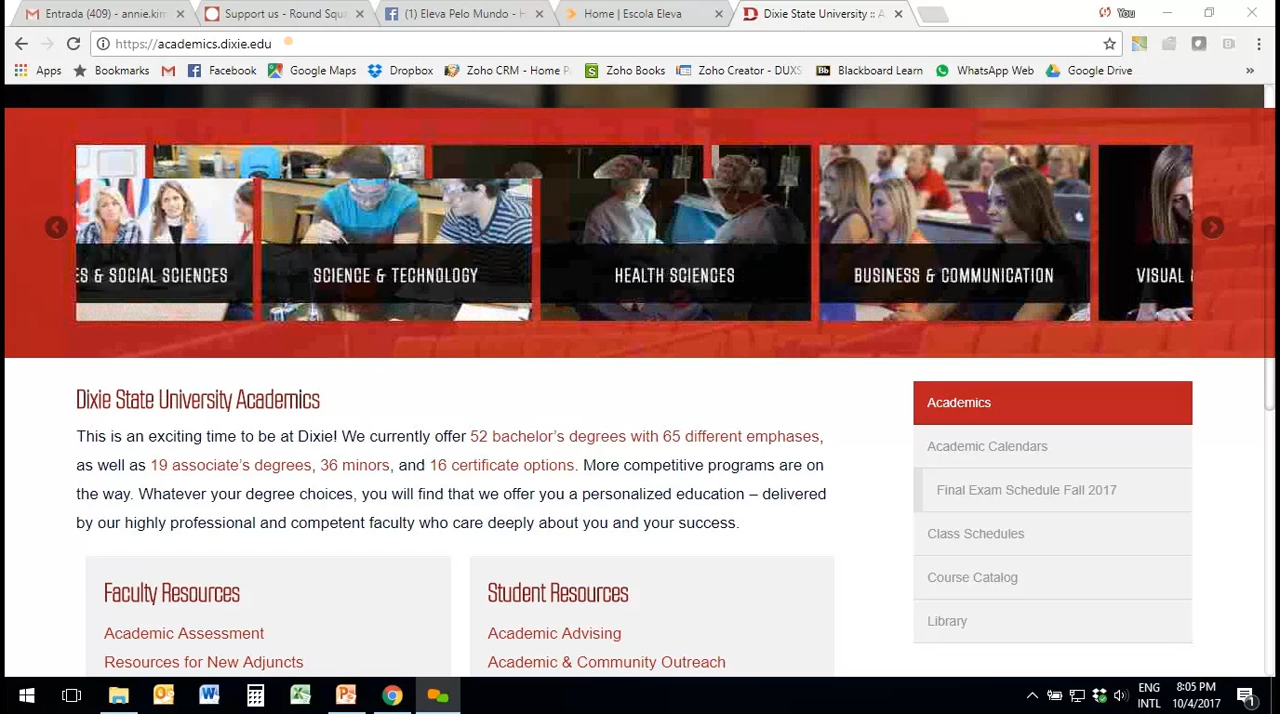 Entrada (409) - annie.kim
Support us - Round Squa
(1) Eleva Pelo Mundo - H
Home | Escola Eleva
Dixie State University :: A
You
https://academics.dixie.edu
Apps
Bookmarks
Facebook
Google Maps
Dropbox
Zoho CRM - Home P
Zoho Books
Zoho Creator - DUXS
Bb
Blackboard Learn
WhatsApp Web
Google Drive
»
ES & SOCIAL SCIENCES
SCIENCE & TECHNOLOGY
HEALTH SCIENCES
BUSINESS & COMMUNICATION
VISUAL
Dixie State University Academics
This is an exciting time to be at Dixie! We currently offer 52 bachelor’s degrees with 65 different emphases,
as well as 19 associate’s degrees, 36 minors, and 16 certificate options. More competitive programs are on
the way. Whatever your degree choices, you will find that we offer you a personalized education – delivered
by our highly professional and competent faculty who care deeply about you and your success.
Faculty Resources
Academic Assessment
Resources for New Adjuncts
Student Resources
Academic Advising
Academic & Community Outreach
Academics
Academic Calendars
Final Exam Schedule Fall 2017
Class Schedules
Course Catalog
Library
ENG
INTL
8:05 PM
10/4/2017
1